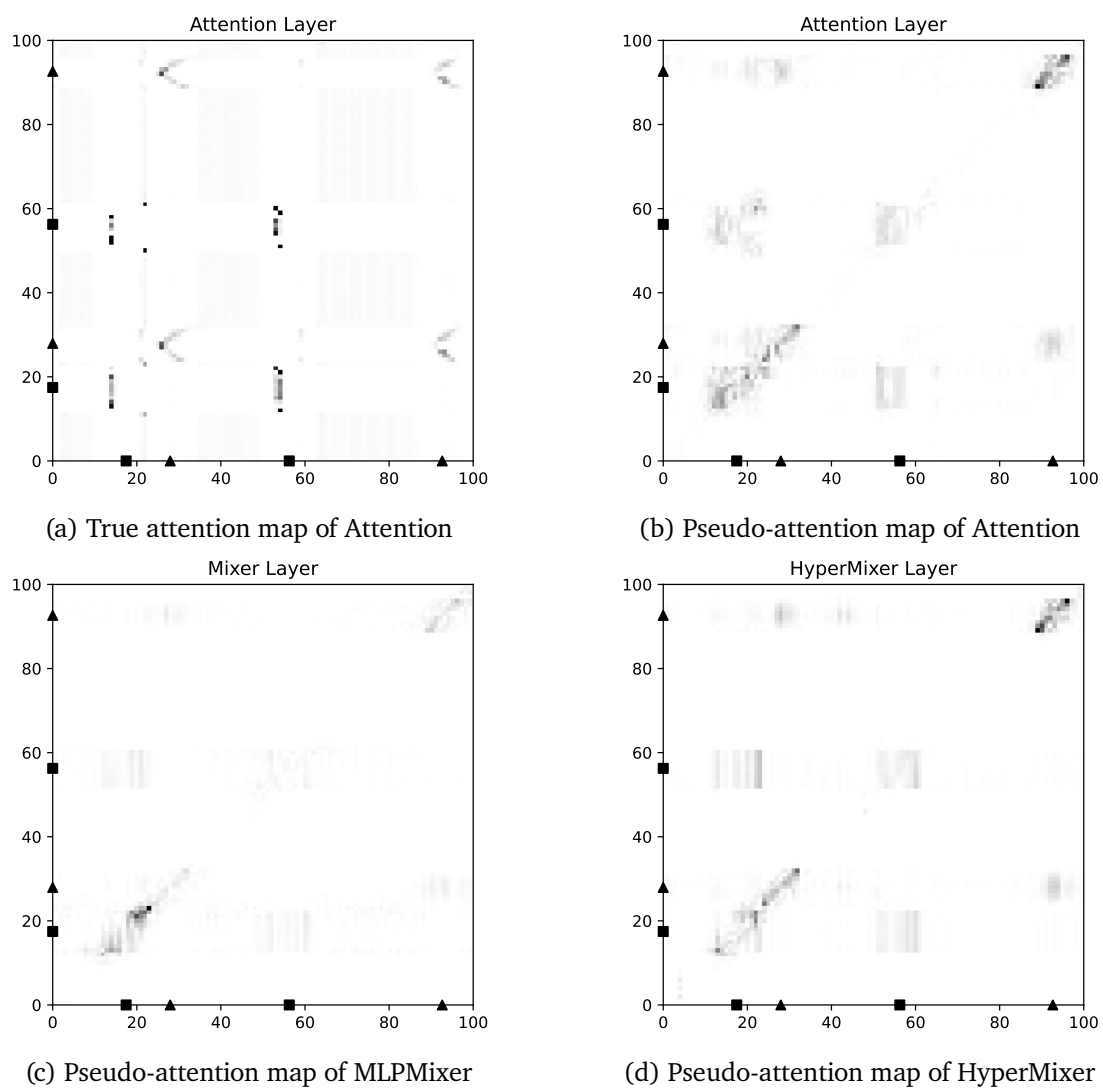 Attention Layer
100
80
60
40
20
0
0 20 40 60 80 100
(a) True attention map of Attention
Attention Layer
100
80
60
40
20
0
0 20 40 60 80 100
(b) Pseudo-attention map of Attention
Mixer Layer
100
80
60
40
20
0
0 20 40 60 80 100
(c) Pseudo-attention map of MLPMixer
HyperMixer Layer
100
80
60
40
20
0
0 20 40 60 80 100
(d) Pseudo-attention map of HyperMixer